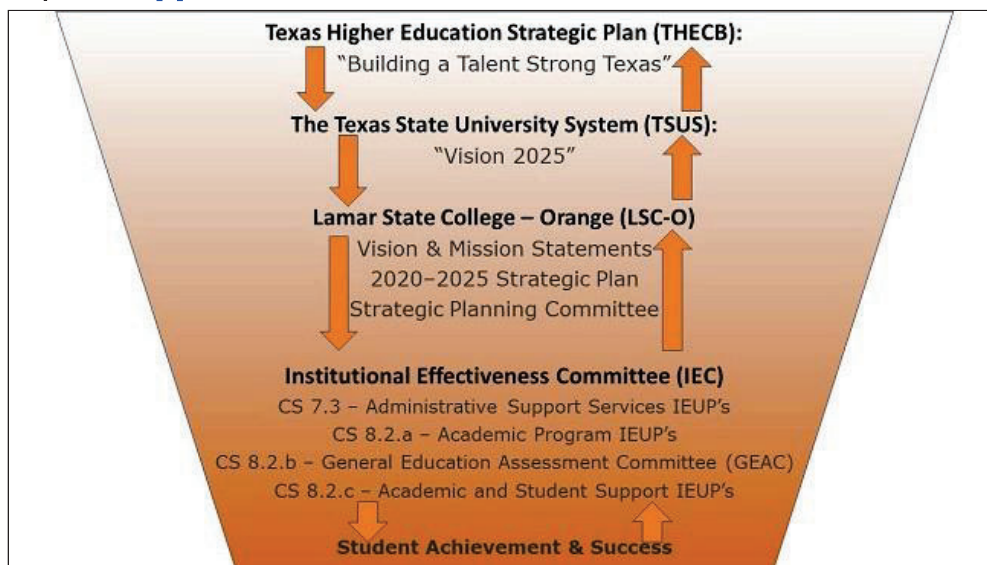 Texas Higher Education Strategic Plan (THECB):
“Building a Talent Strong Texas”
The Texas State University System (TSUS):
“Vision 2025”
Lamar State College – Orange (LSC-O)
Vision & Mission Statements
2020–2025 Strategic Plan
Strategic Planning Committee
Institutional Effectiveness Committee (IEC)
CS 7.3 – Administrative Support Services IEUP’s
CS 8.2.a – Academic Program IEUP’s
CS 8.2.b – General Education Assessment Committee (GEAC)
CS 8.2.c – Academic and Student Support IEUP’s
Student Achievement & Success